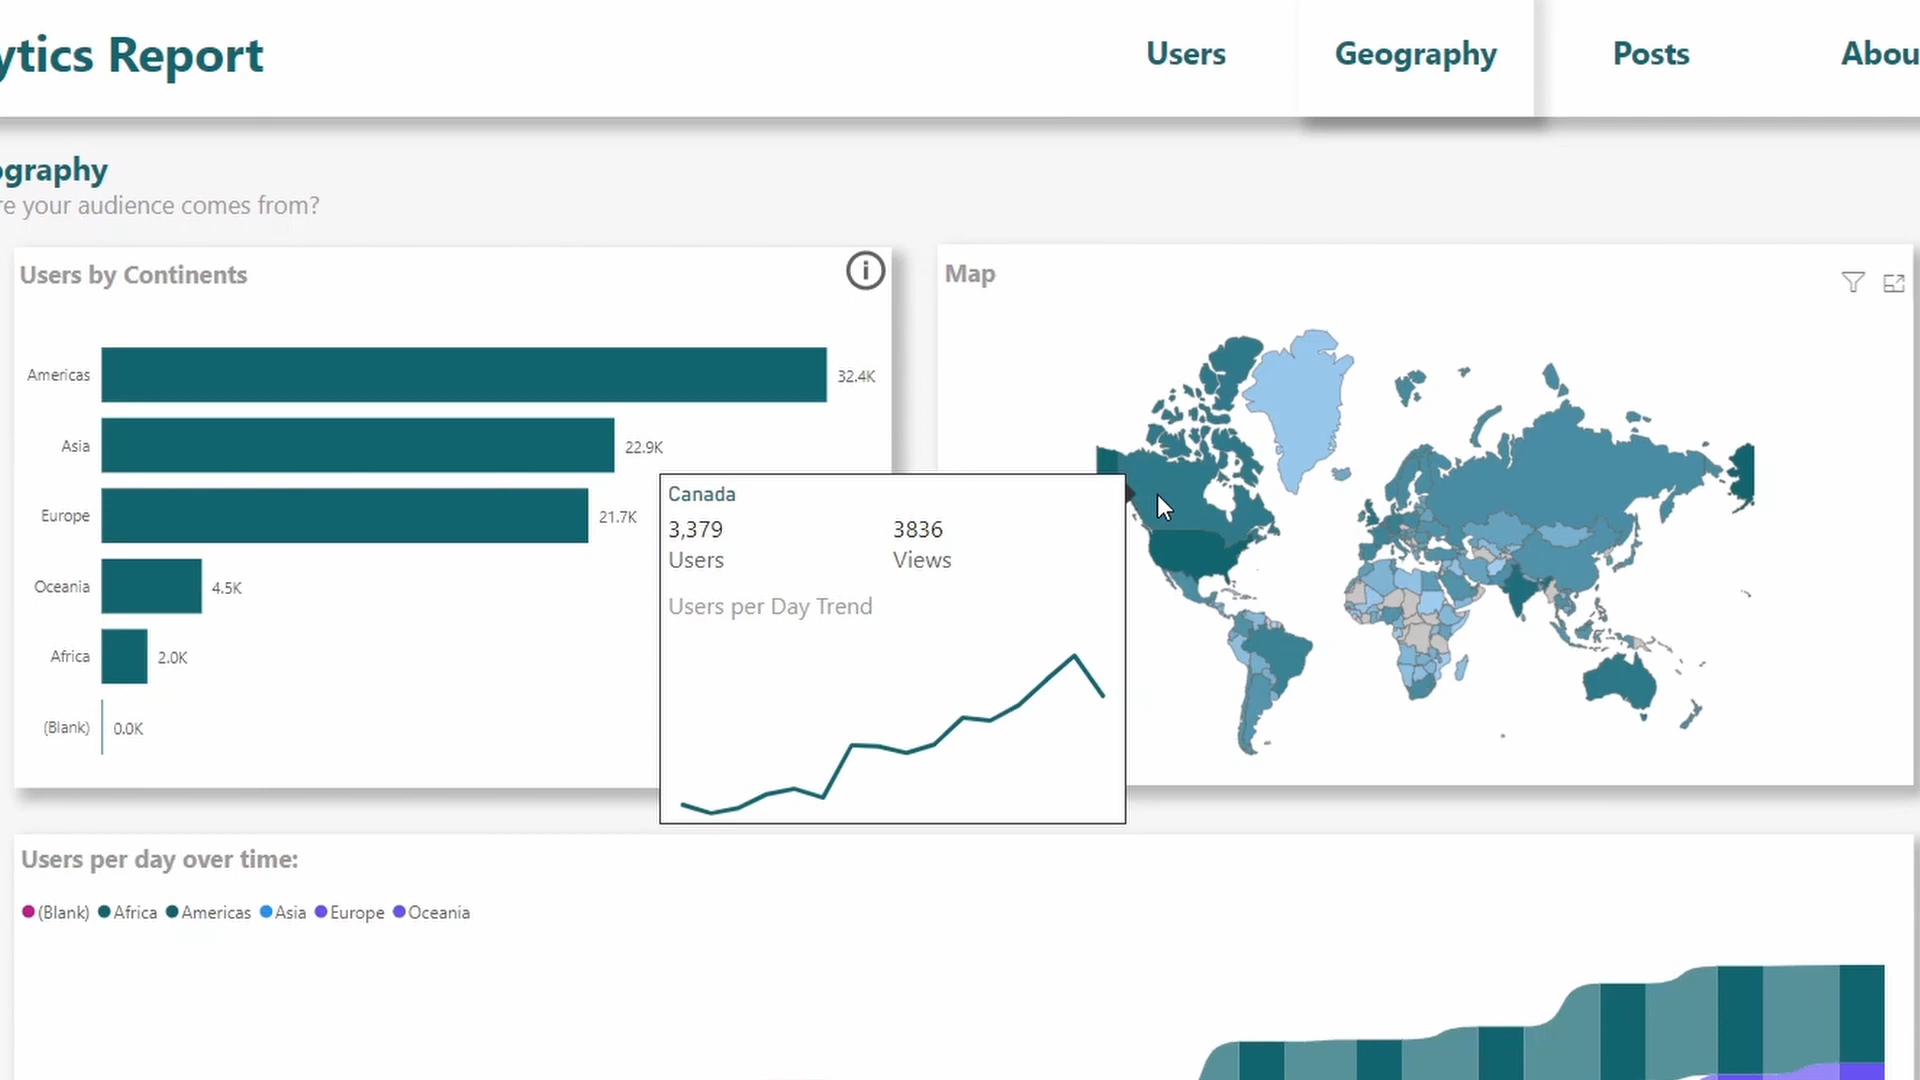 ytics Report
Users
Geography
Posts
Abou
ography
re your audience comes from?
Users by Continents
Americas 32.4K
Asia 22.9K
Europe 21.7K
Oceania 4.5K
Africa 2.0K
(Blank) 0.0K
Map
Canada
3,379 3836
Users Views
Users per Day Trend
Users per day over time:
(Blank) Africa Americas Asia Europe Oceania